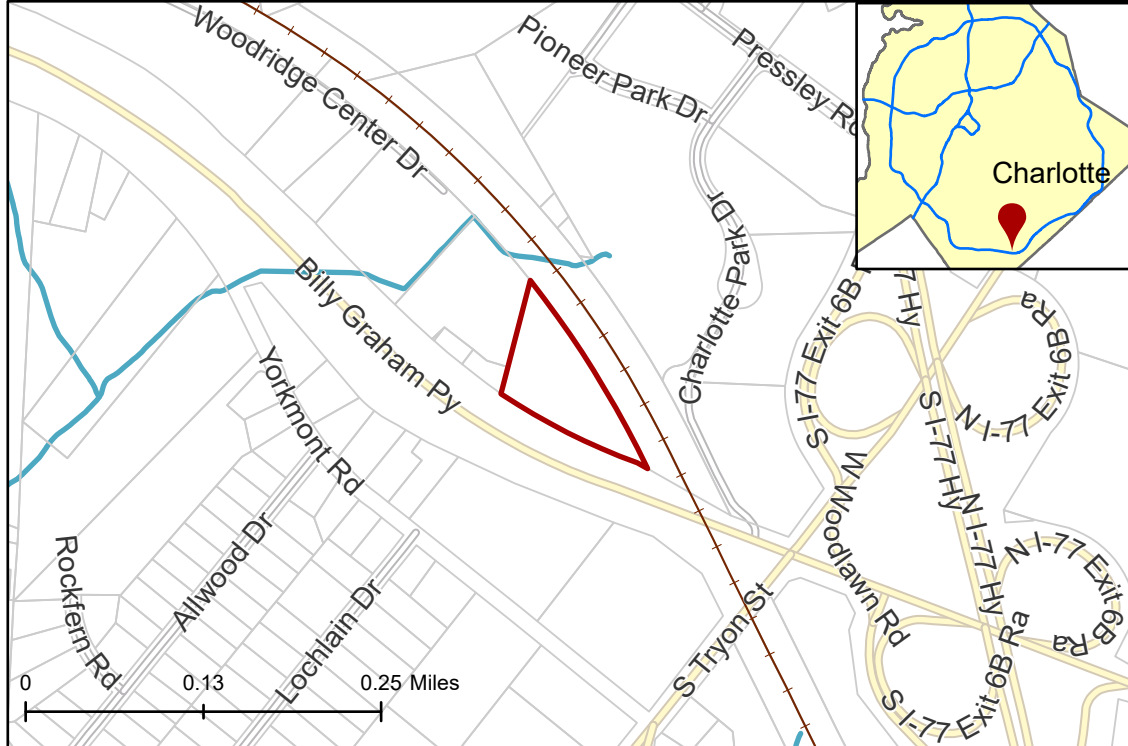 Woodridge Center Dr
Pioneer Park Dr
Pressley Rd
Charlotte
Charlotte Park Dr
Billy Graham Py
Yorkmont Rd
Allwood Dr
Rockfern Rd
Lochlain Dr
S Tryon St
W Woodlawn Rd
S I-77 Exit 6B
77 Hy
S I-77 Hy
N I-77 Hy
N I-77 Exit 6B Ra
N I-77 Exit 6B Ra
S I-77 Exit 6B Ra
0
0.13
0.25 Miles